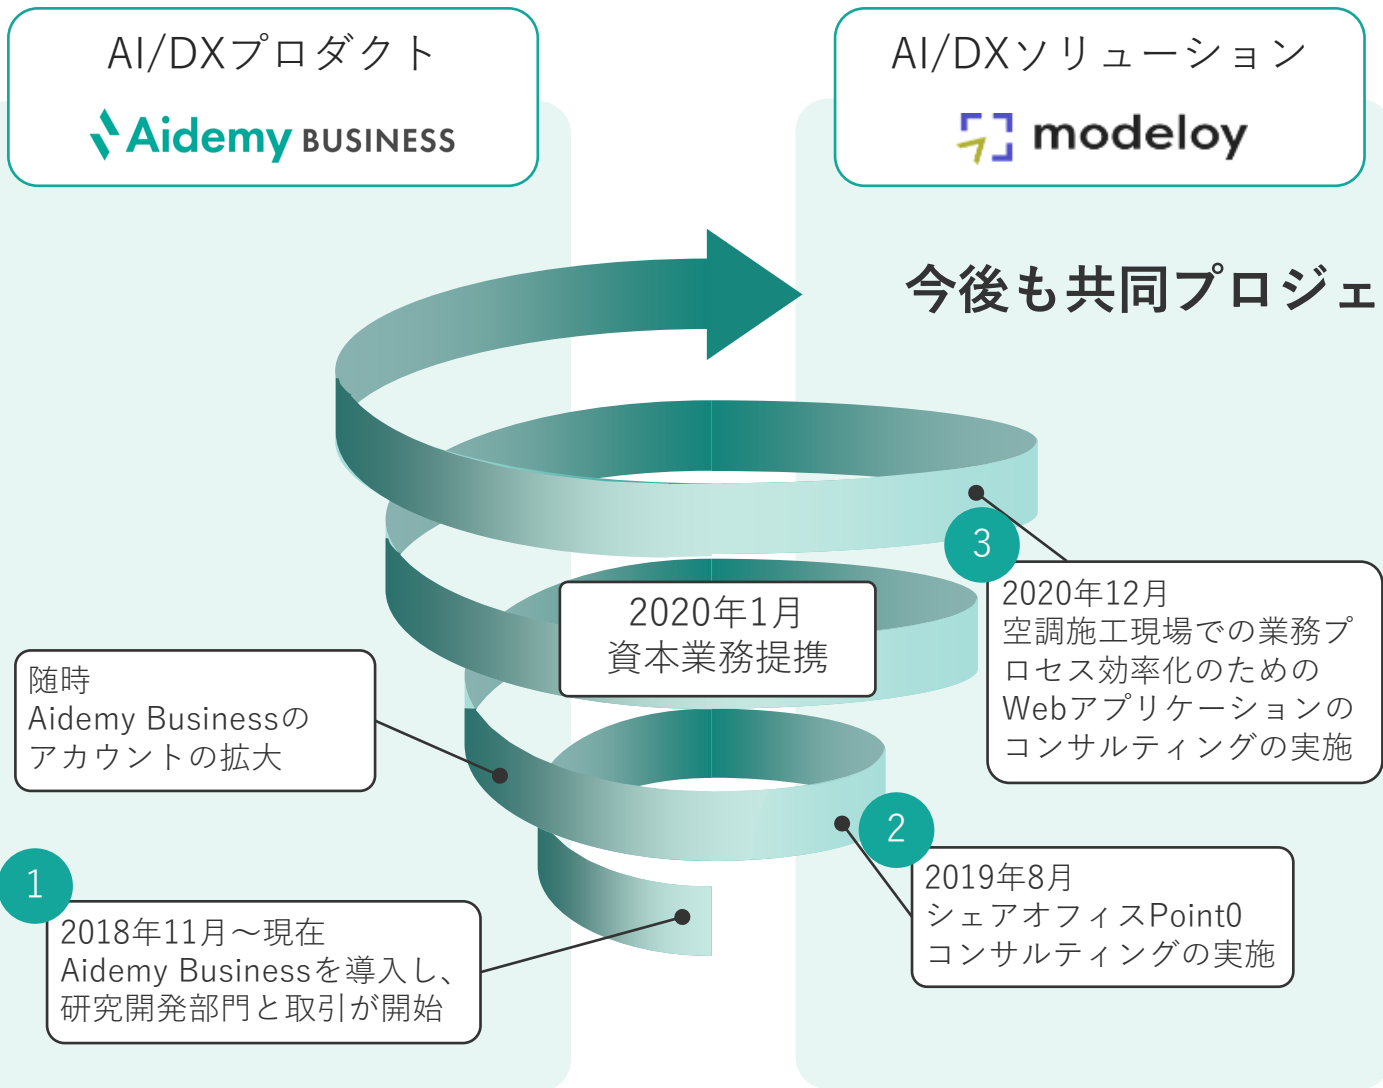 AI/DXプロダクト
Aidemy BUSINESS
AI/DXソリューション
modeloy
今後も共同プロジェ
3
2020年12月
空調施工現場での業務プ
ロセス効率化のための
Webアプリケーションの
コンサルティングの実施
2020年1月
資本業務提携
随時
Aidemy Businessの
アカウントの拡大
2
2019年8月
シェアオフィスPoint0
コンサルティングの実施
1
2018年11月～現在
Aidemy Businessを導入し、
研究開発部門と取引が開始